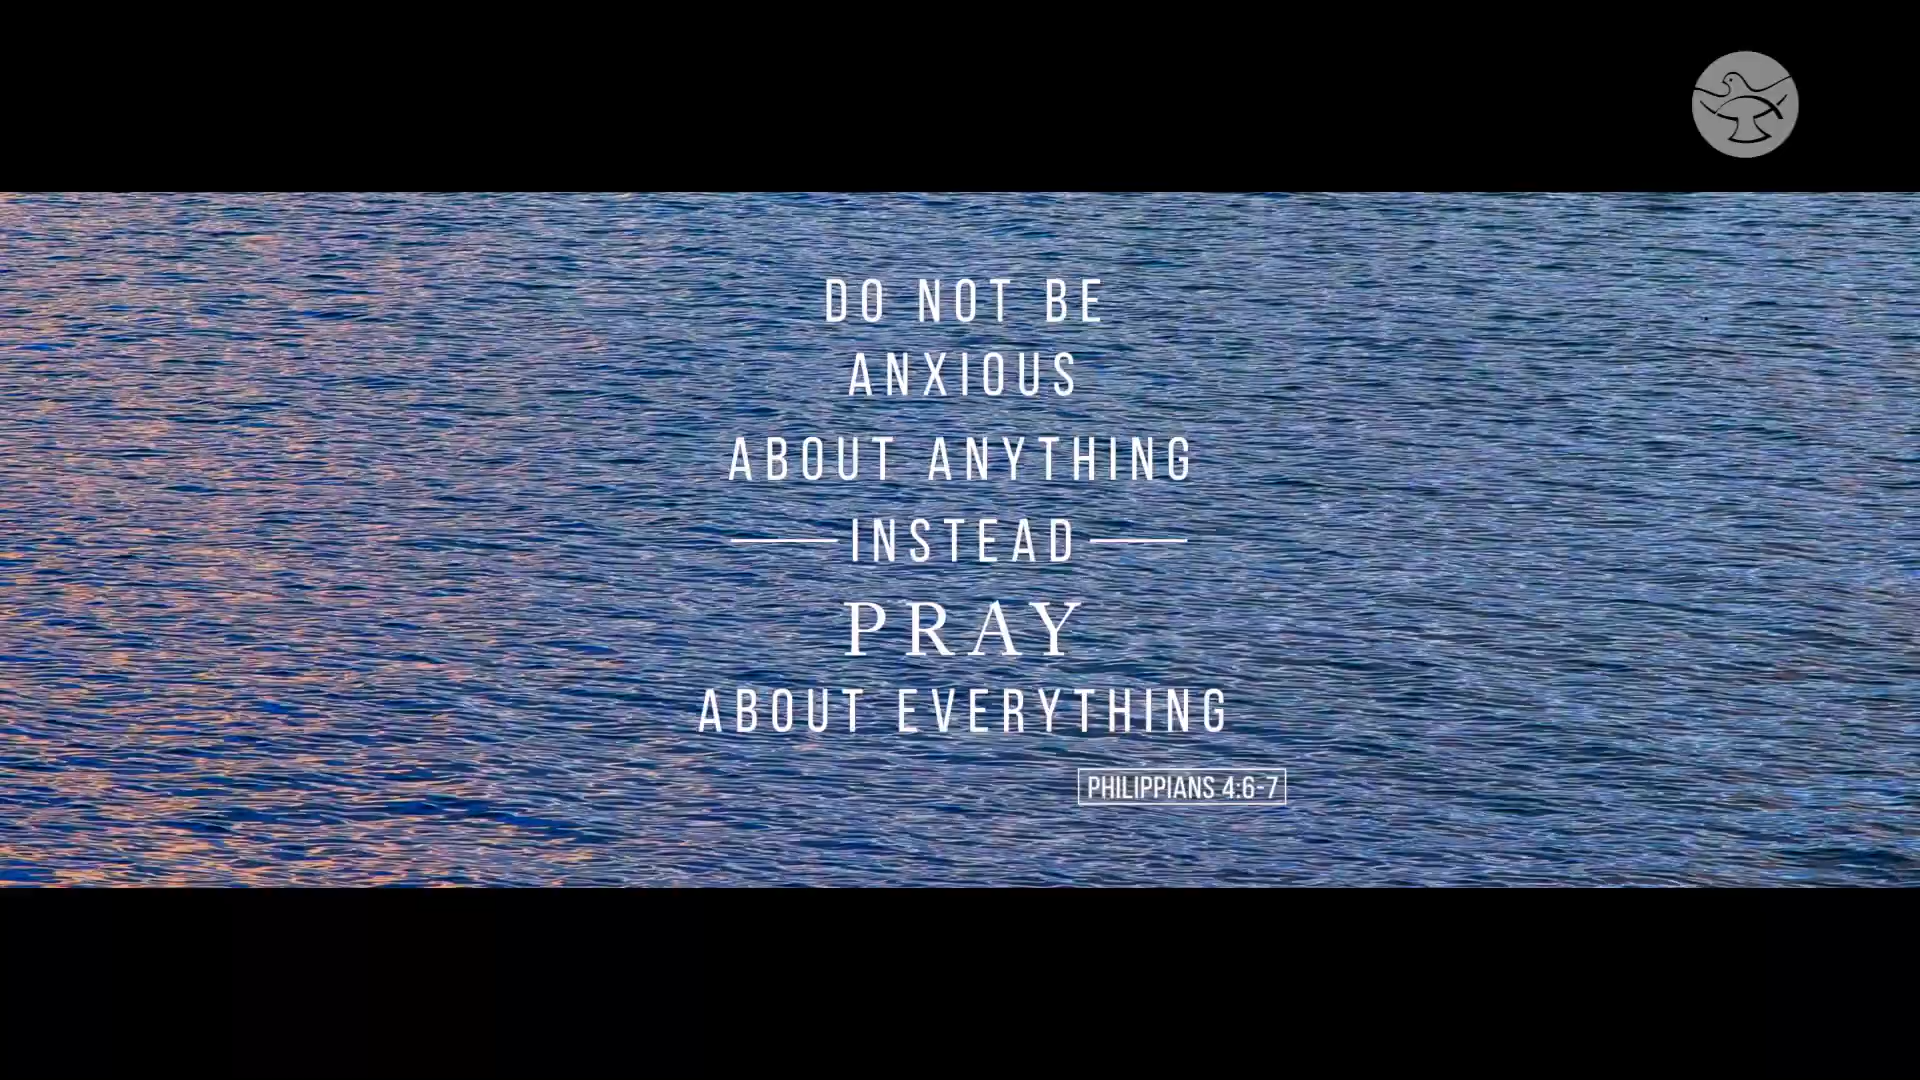 DO NOT BE
ANXIOUS
ABOUT ANYTHING
INSTEAD
PRAY
ABOUT EVERYTHING
PHILIPPIANS 4:6-7